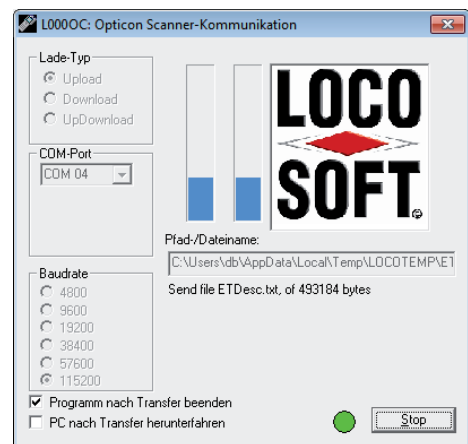 L000OC: Opticon Scanner-Kommunikation
Lade-Typ
Upload
Download
UpDownload
COM-Port
COM 04
Baudrate
4800
9600
19200
38400
57600
115200
LOCO
SOFT
Pfad-/Dateiname:
C:\Users\db\AppData\Local\Temp\LOCOTEMP\ET
Send file ETDesc.txt, of 493184 bytes
Programm nach Transfer beenden
PC nach Transfer herunterfahren
Stop